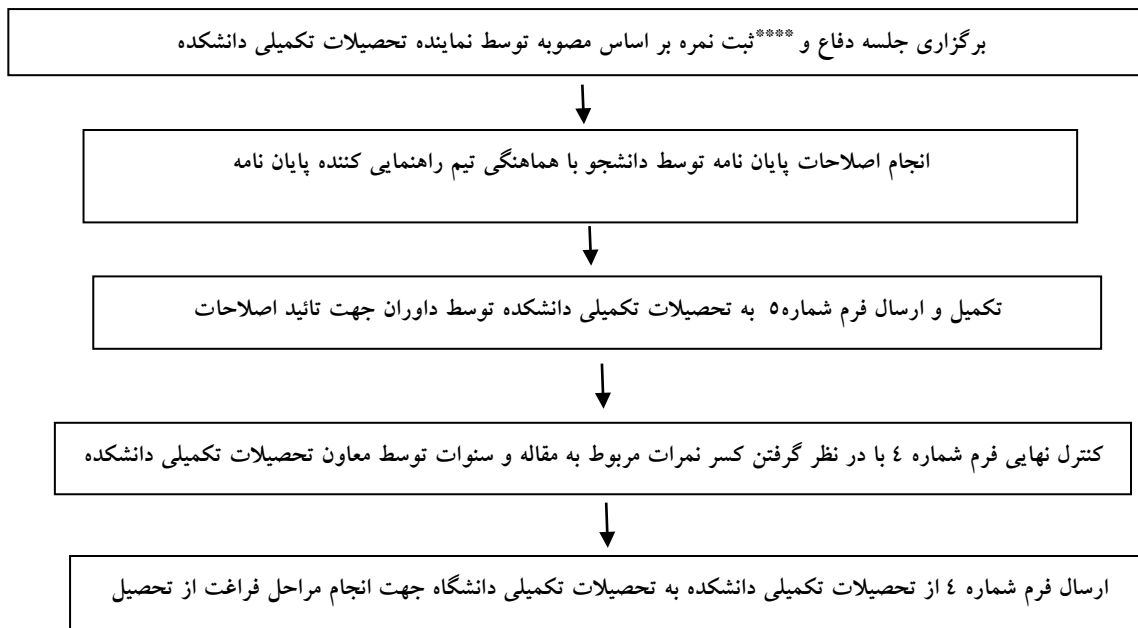 برگزاری جلسه دفاع و ****ثبت نمره بر اساس مصوبه توسط نماینده تحصیلات تکمیلی دانشکده
انجام اصلاحات پایان نامه توسط دانشجو با هماهنگی تیم راهنمایی کننده پایان نامه
تکمیل و ارسال فرم شماره۵ به تحصیلات تکمیلی دانشکده توسط داوران جهت تائید اصلاحات
کنترل نهایی فرم شماره ٤ با در نظر گرفتن کسر نمرات مربوط به مقاله و سنوات توسط معاون تحصیلات تکمیلی دانشکده
ارسال فرم شماره ٤ از تحصیلات تکمیلی دانشکده به تحصیلات تکمیلی دانشگاه جهت انجام مراحل فراغت از تحصیل